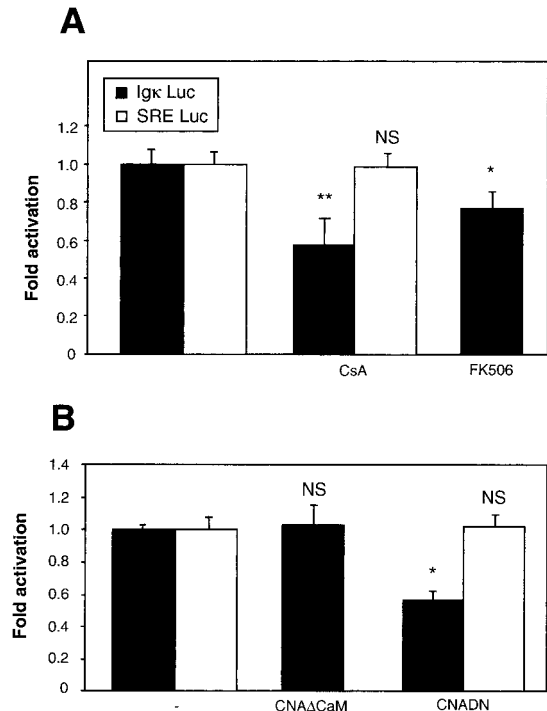 A
Igκ Luc
SRE Luc
Fold activation
1.2
1.0
0.8
0.6
0.4
0.2
0
**
NS
*
CsA
FK506
B
Fold activation
1.4
1.2
1.0
0.8
0.6
0.4
0.2
0
NS
*
NS
-
CNAΔCaM
CNADN